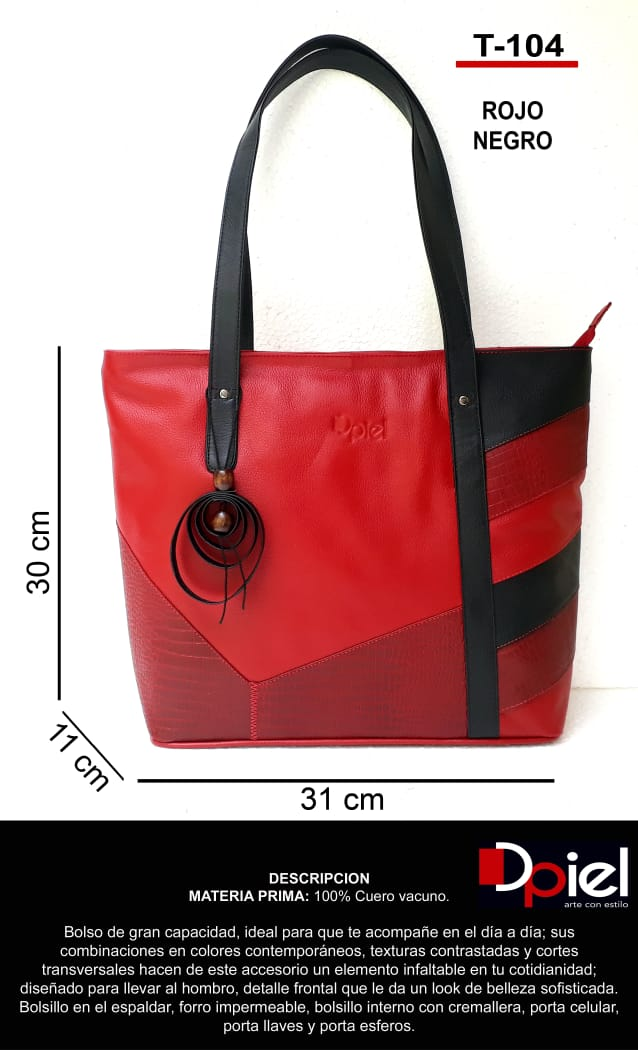 T-104
ROJO
NEGRO
Dpiel
30 cm
11 cm
31 cm
Dpiel
arte con estilo
DESCRIPCION
MATERIA PRIMA: 100% Cuero vacuno.
Bolso de gran capacidad, ideal para que te acompañe en el día a día; sus
combinaciones en colores contemporáneos, texturas contrastadas y cortes
transversales hacen de este accesorio un elemento infaltable en tu cotidianidad;
diseñado para llevar al hombro, detalle frontal que le da un look de belleza sofisticada.
Bolsillo en el espaldar, forro impermeable, bolsillo interno con cremallera, porta celular,
porta llaves y porta esferos.